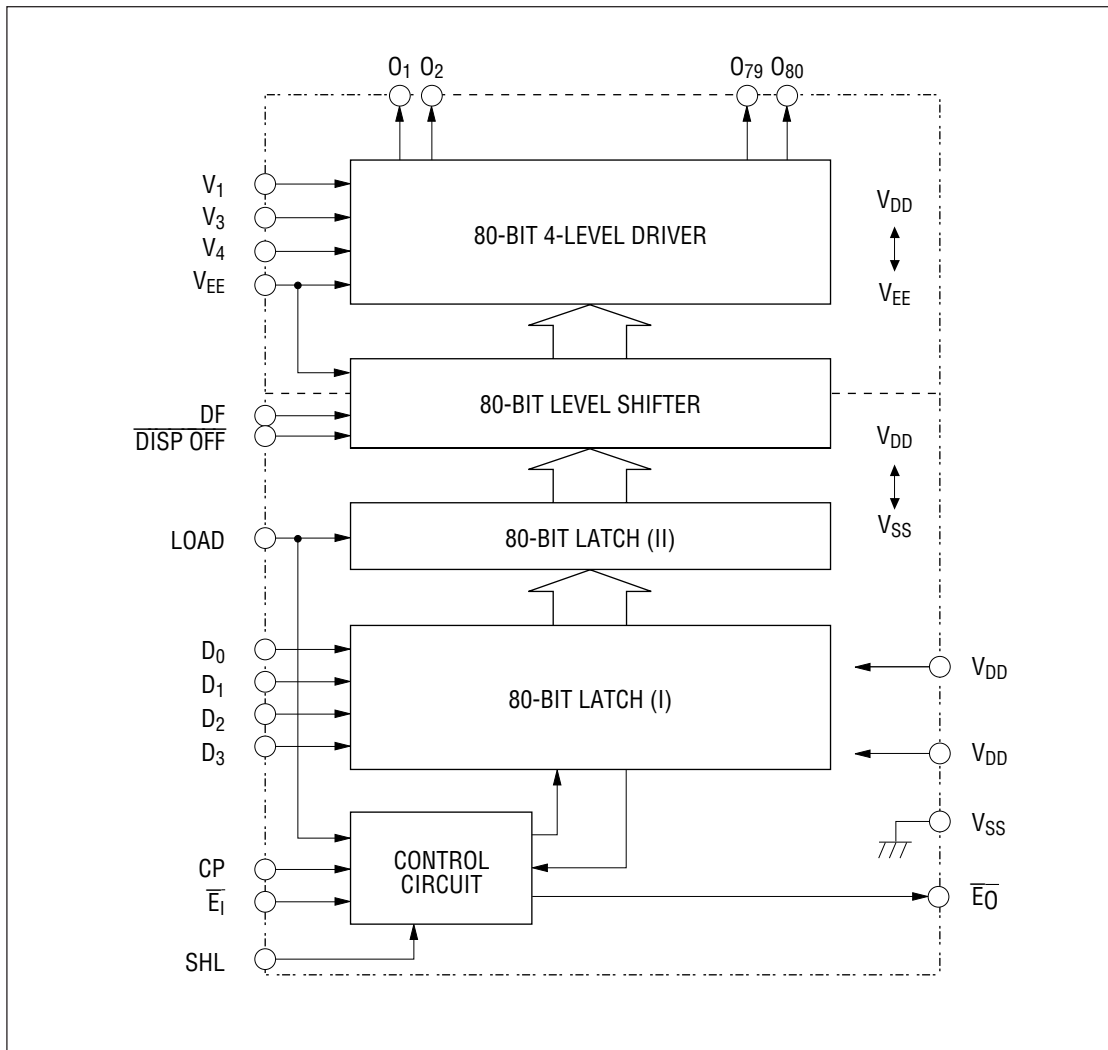 O1 O2 O79 O80
V1
V3
V4
VEE
80-BIT 4-LEVEL DRIVER
VDD
VEE
80-BIT LEVEL SHIFTER
DF
DISP OFF
VDD
VSS
LOAD
80-BIT LATCH (II)
D0
D1
D2
D3
80-BIT LATCH (I)
VDD
VDD
VSS
CONTROL
CIRCUIT
CP
EI
EO
SHL